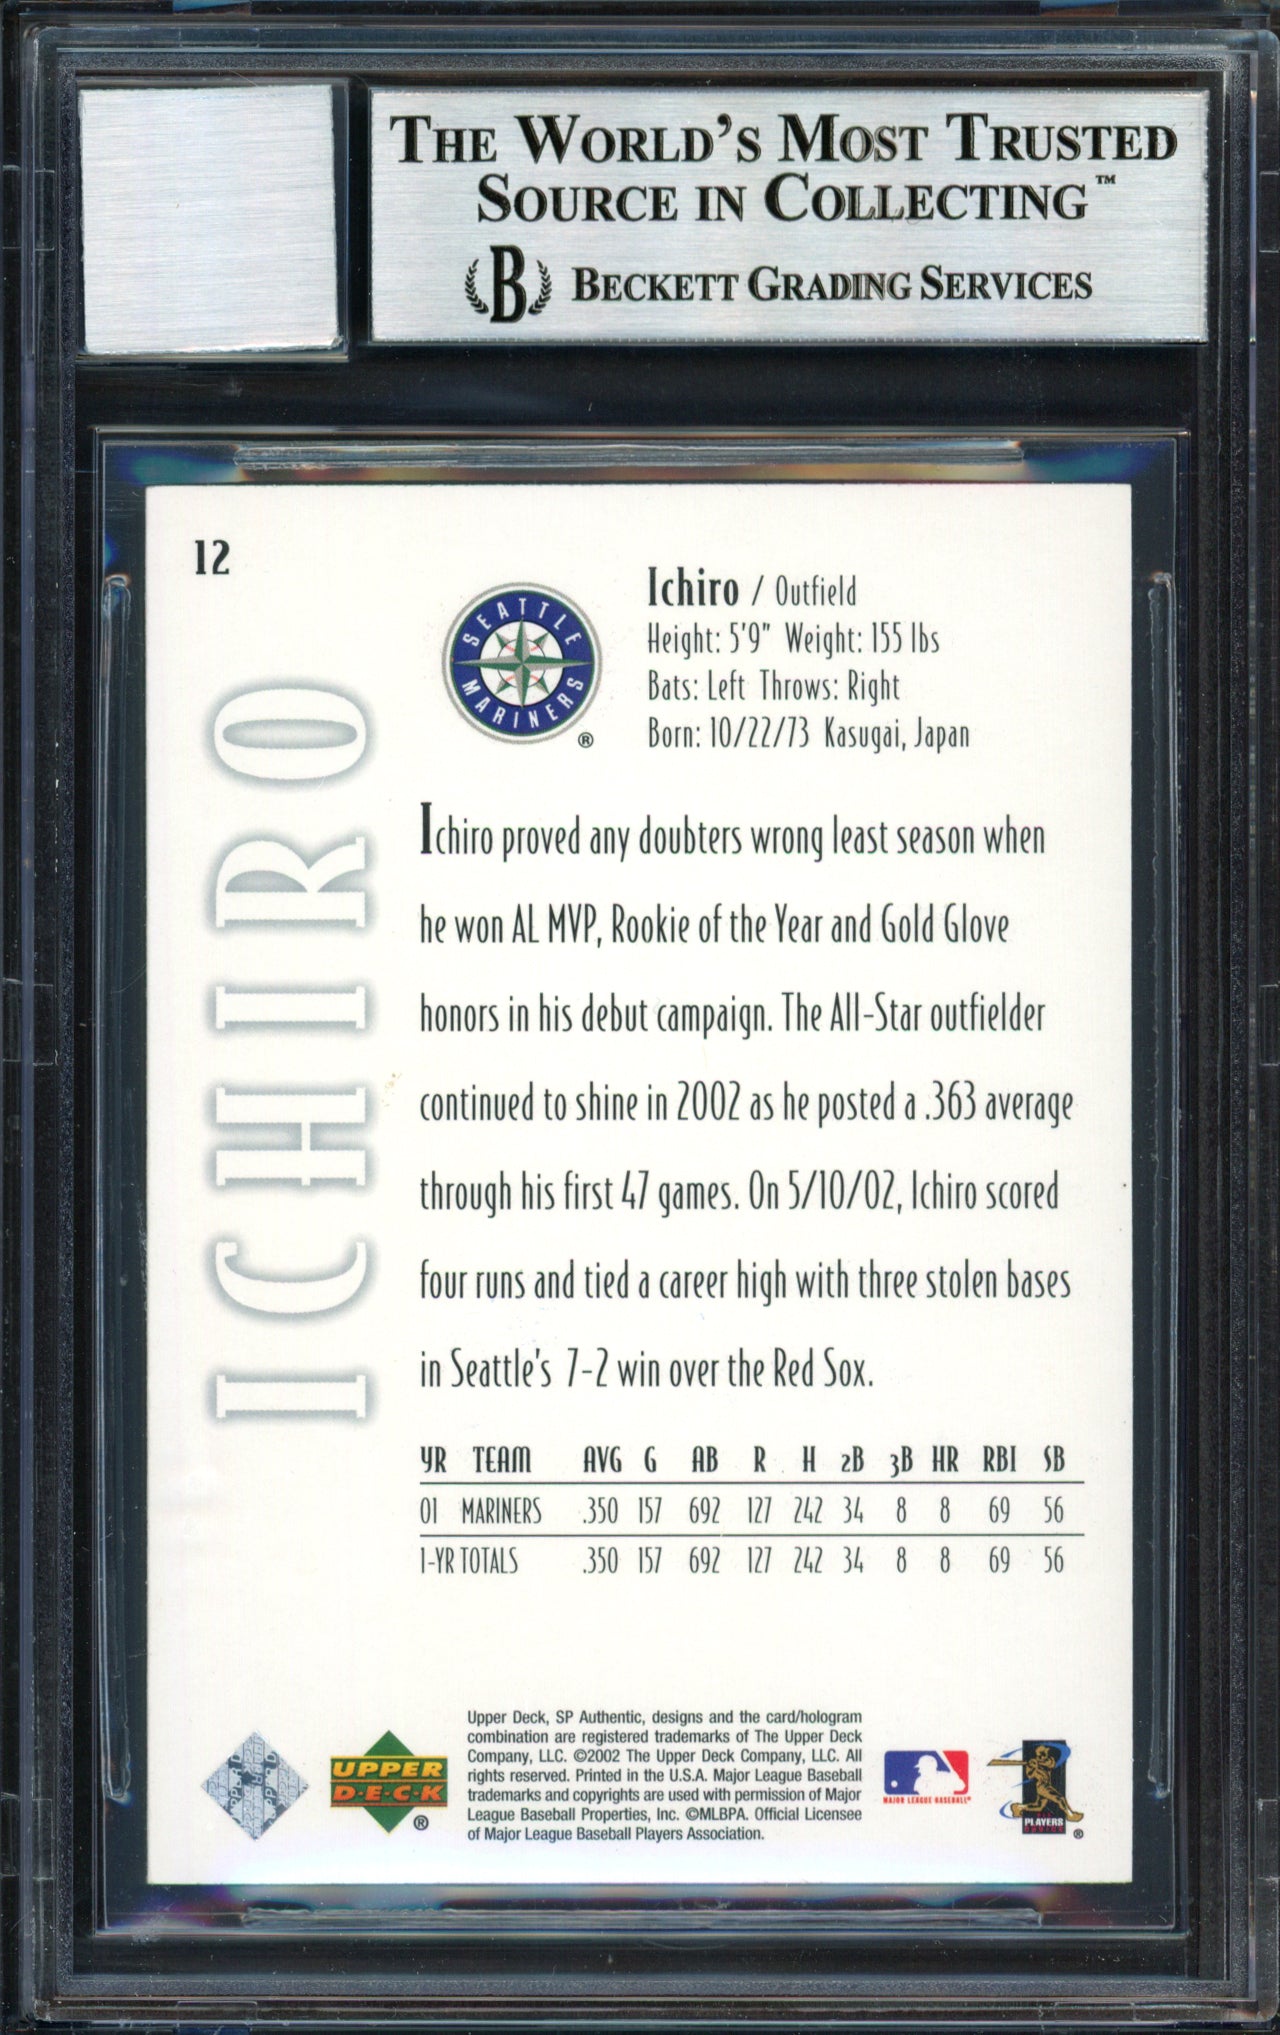 THE WORLD'S MOST TRUSTED
SOURCE IN COLLECTING™
B BECKETT GRADING SERVICES
12
SEATTLE
MARINERS
®
Ichiro / Outfield
Height: 5'9" Weight: 155 lbs
Bats: Left Throws: Right
Born: 10/22/73 Kasugai, Japan
ICHIRO
Ichiro proved any doubters wrong least season when
he won AL MVP, Rookie of the Year and Gold Glove
honors in his debut campaign. The All-Star outfielder
continued to shine in 2002 as he posted a .363 average
through his first 47 games. On 5/10/02, Ichiro scored
four runs and tied a career high with three stolen bases
in Seattle's 7-2 win over the Red Sox.
YR TEAM AVG G AB R H 2B 3B HR RBI SB
01 MARINERS .350 157 692 127 242 34 8 8 69 56
1-YR TOTALS .350 157 692 127 242 34 8 8 69 56
UPPER
D·E·C·K
®
Upper Deck, SP Authentic, designs and the card/hologram
combination are registered trademarks of The Upper Deck
Company, LLC. ©2002 The Upper Deck Company, LLC. All
rights reserved. Printed in the U.S.A. Major League Baseball
trademarks and copyrights are used with permission of Major
League Baseball Properties, Inc. ©MLBPA. Official Licensee
of Major League Baseball Players Association.
MAJOR LEAGUE BASEBALL®
PLAYERS
®